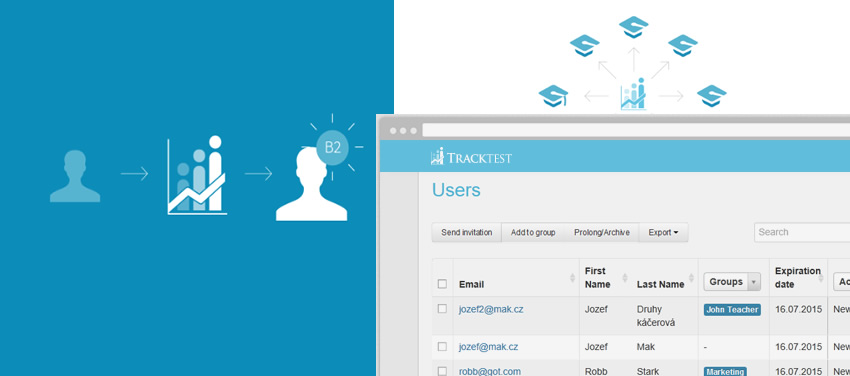 B2
TRACKTEST
Users
Send invitation Add to group Prolong/Archive Export
Search
Email First Name Last Name Groups Expiration date Ac
jozef2@mak.cz Jozef Druhy káčerová John Teacher 16.07.2015 New
jozef@mak.cz Jozef Mak - 16.07.2015 New
robb@got.com Robb Stark Marketing 16.07.2015 New